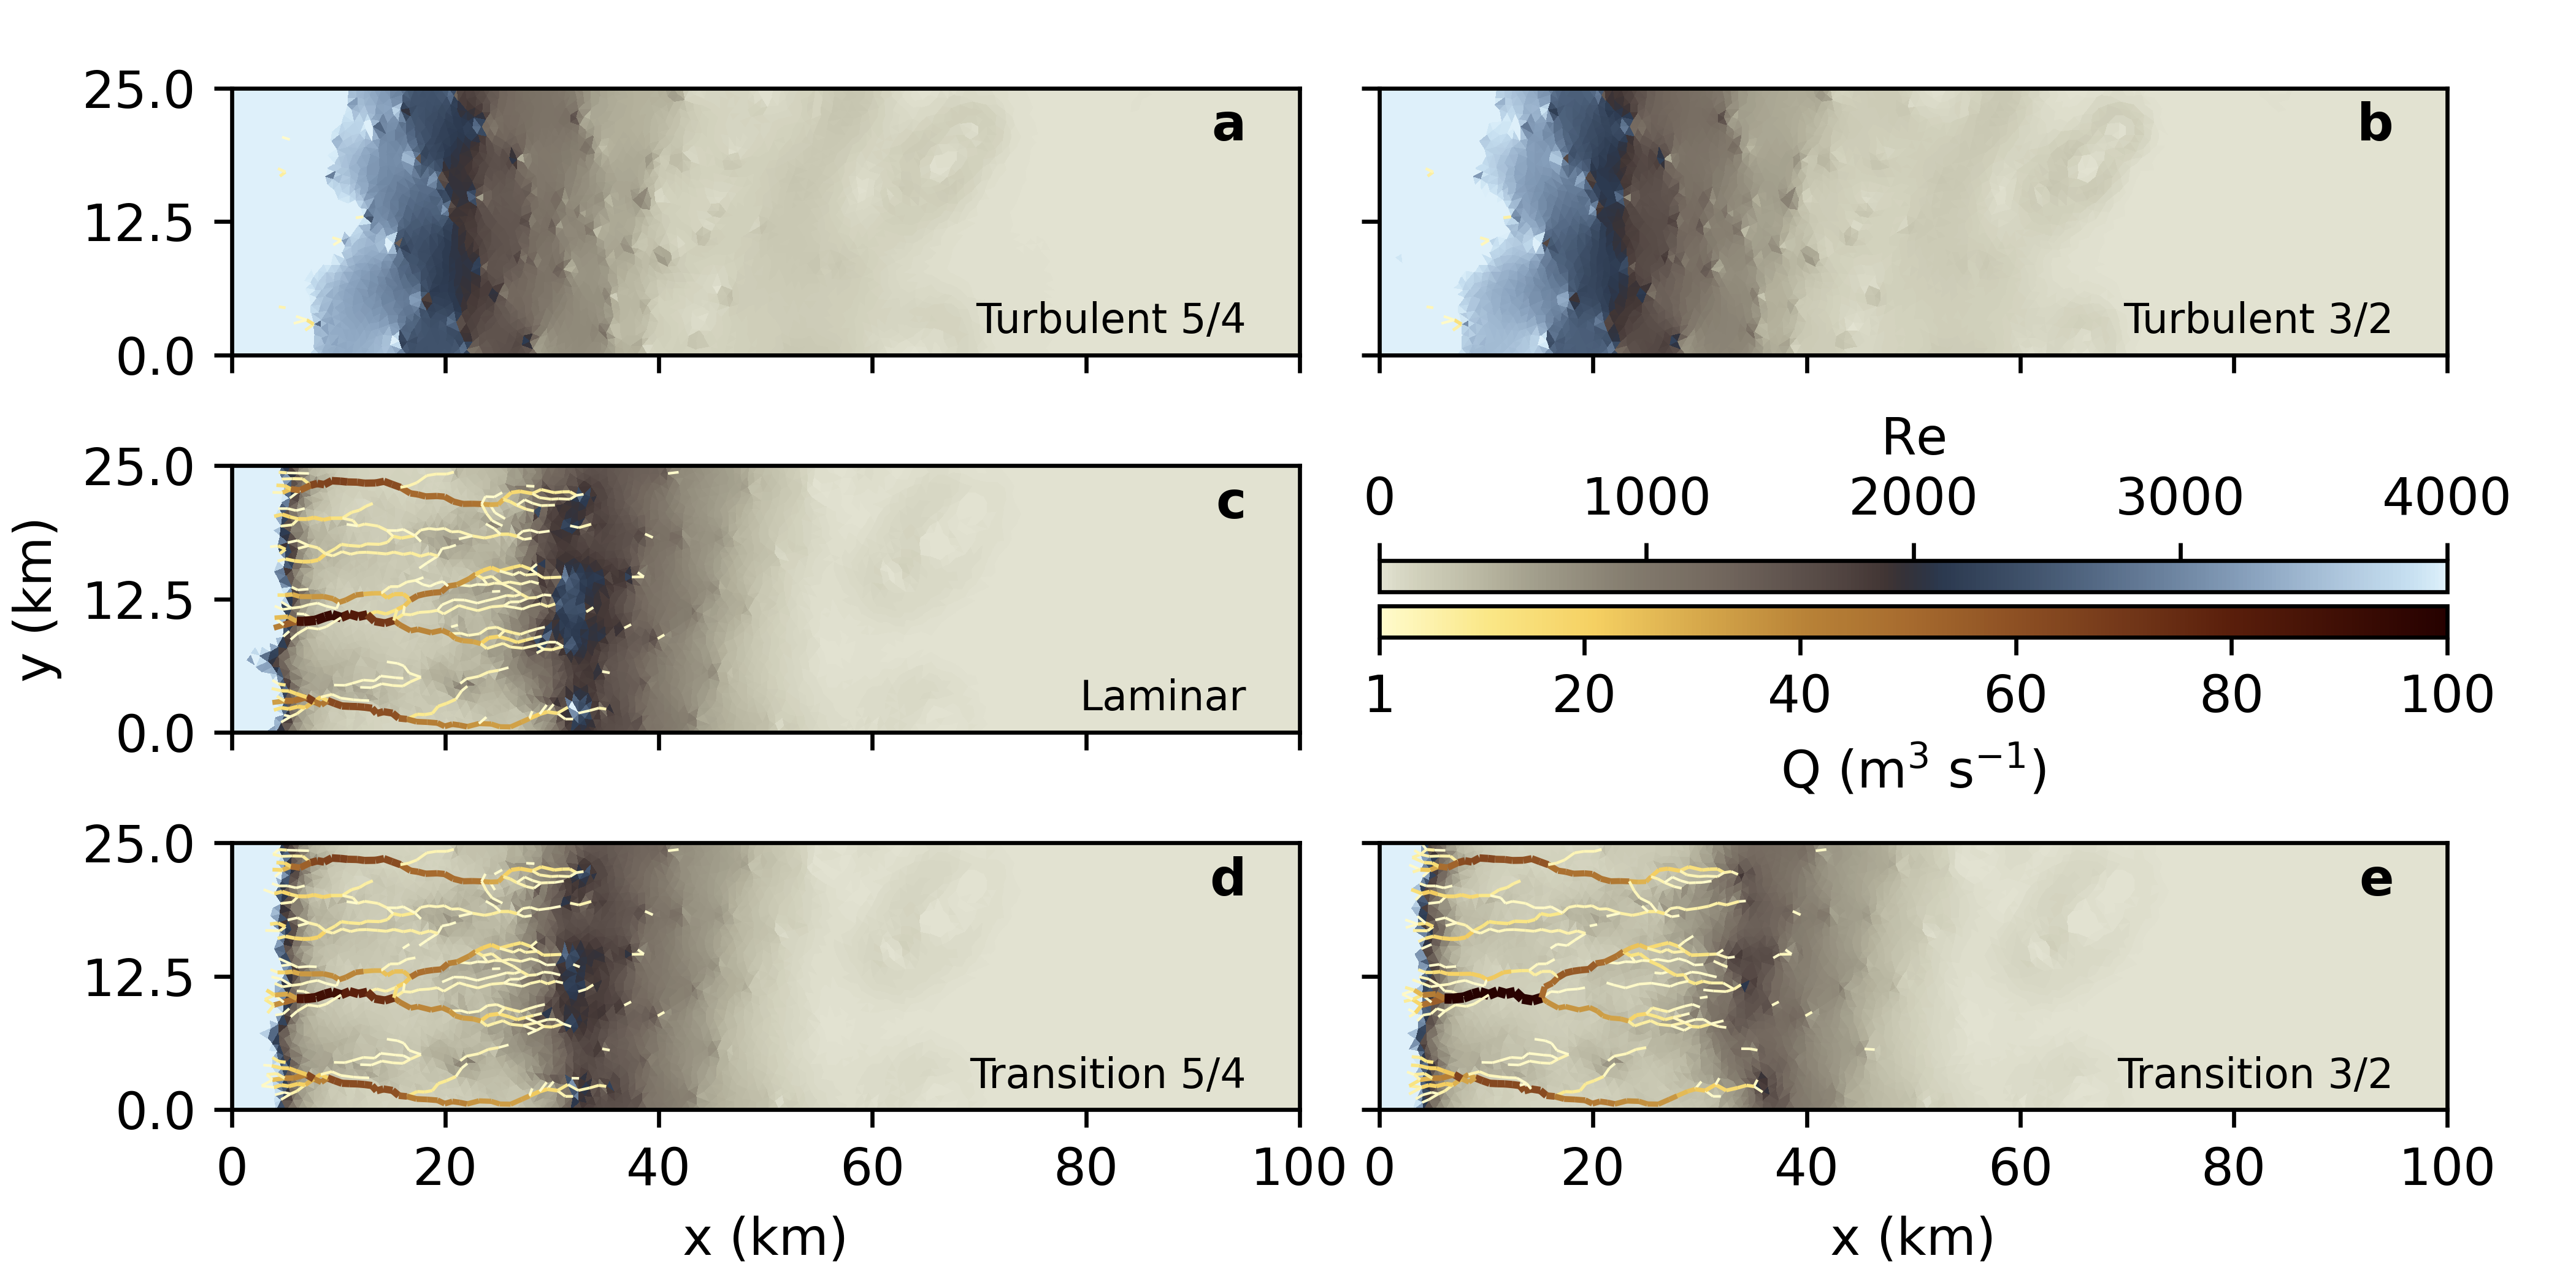 25.0
12.5
0.0
a
Turbulent 5/4
b
Turbulent 3/2
y (km)
25.0
12.5
0.0
c
Laminar
Re
0 1000 2000 3000 4000
1 20 40 60 80 100
Q (m³ s⁻¹)
25.0
12.5
0.0
d
Transition 5/4
e
Transition 3/2
0 20 40 60 80 100
0 20 40 60 80 100
x (km)
x (km)